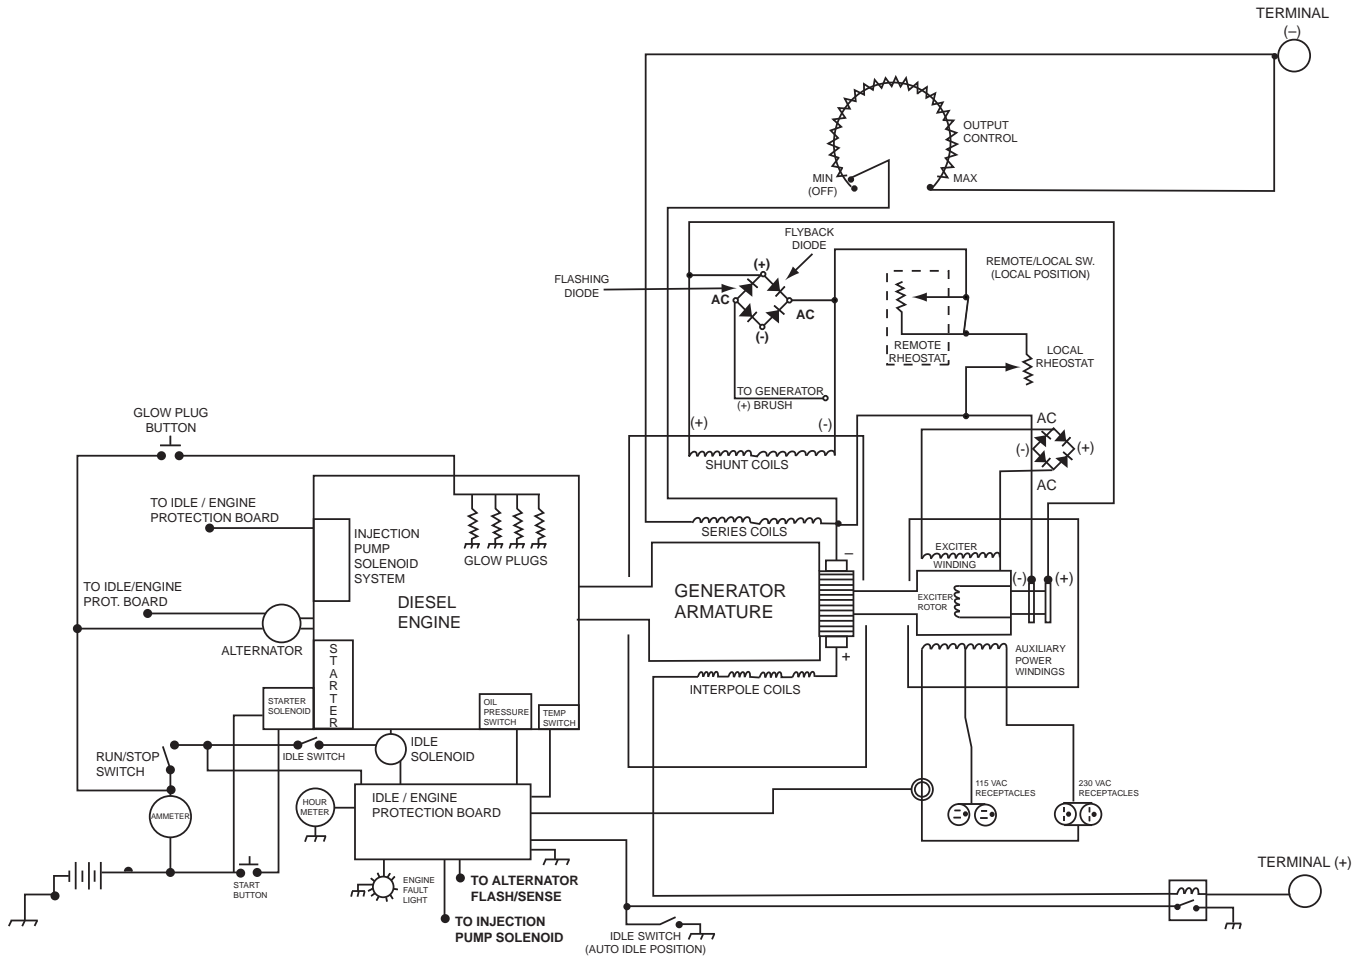 TERMINAL
(–)
OUTPUT
CONTROL
MIN
(OFF)
MAX
FLYBACK
DIODE
(+)
FLASHING
DIODE
AC
AC
(-)
REMOTE/LOCAL SW.
(LOCAL POSITION)
REMOTE
RHEOSTAT
LOCAL
RHEOSTAT
TO GENERATOR
(+) BRUSH
(+)
(-)
AC
(-)
(+)
AC
SHUNT COILS
GLOW PLUG
BUTTON
TO IDLE / ENGINE
PROTECTION BOARD
INJECTION
PUMP
SOLENOID
SYSTEM
GLOW PLUGS
SERIES COILS
EXCITER
WINDING
–
GENERATOR
ARMATURE
EXCITER
ROTOR
(-)
(+)
TO IDLE/ENGINE
PROT. BOARD
DIESEL
ENGINE
ALTERNATOR
STARTER
+
AUXILIARY
POWER
WINDINGS
INTERPOLE COILS
STARTER
SOLENOID
OIL
PRESSURE
SWITCH
TEMP
SWITCH
RUN/STOP
SWITCH
IDLE SWITCH
IDLE
SOLENOID
115 VAC
RECEPTACLES
230 VAC
RECEPTACLES
HOUR
METER
AMMETER
IDLE / ENGINE
PROTECTION BOARD
START
BUTTON
ENGINE
FAULT
LIGHT
TO ALTERNATOR
FLASH/SENSE
TO INJECTION
PUMP SOLENOID
IDLE SWITCH
(AUTO IDLE POSITION)
TERMINAL (+)